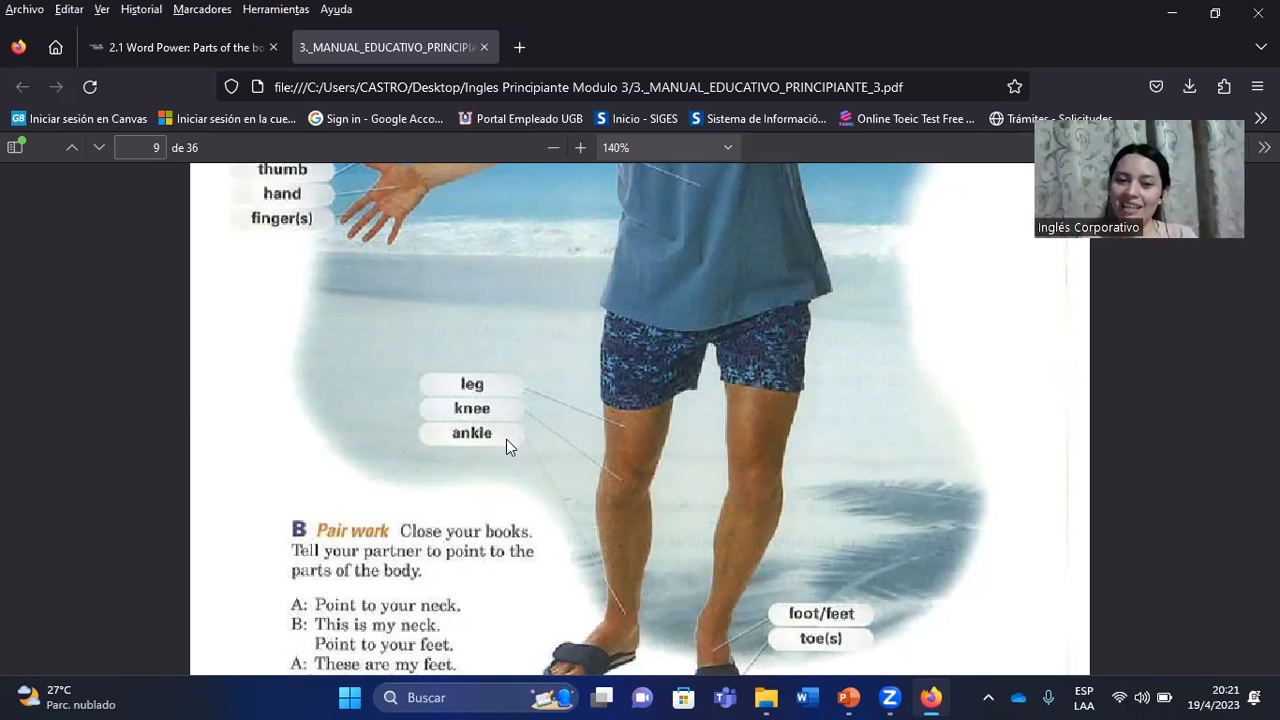 Archivo Editar Ver Historial Marcadores Herramientas Ayuda
2.1 Word Power: Parts of the bo
3._MANUAL_EDUCATIVO_PRINCIPIA
file:///C:/Users/CASTRO/Desktop/Ingles Principiante Modulo 3/3._MANUAL_EDUCATIVO_PRINCIPIANTE_3.pdf
GB Iniciar sesión en Canvas
Iniciar sesión en la cue...
Sign in - Google Acco...
Portal Empleado UGB
S Inicio - SIGES
S Sistema de Informació...
Online Toeic Test Free ...
Trámites - Solicitudes
9 de 36
140%
Inglés Corporativo
thumb
hand
finger(s)
leg
knee
ankle
B Pair work Close your books.
Tell your partner to point to the
parts of the body.
A: Point to your neck.
B: This is my neck.
Point to your feet.
A: These are my feet.
foot/feet
toe(s)
27°C
Parc. nublado
Buscar
ESP
LAA
20:21
19/4/2023